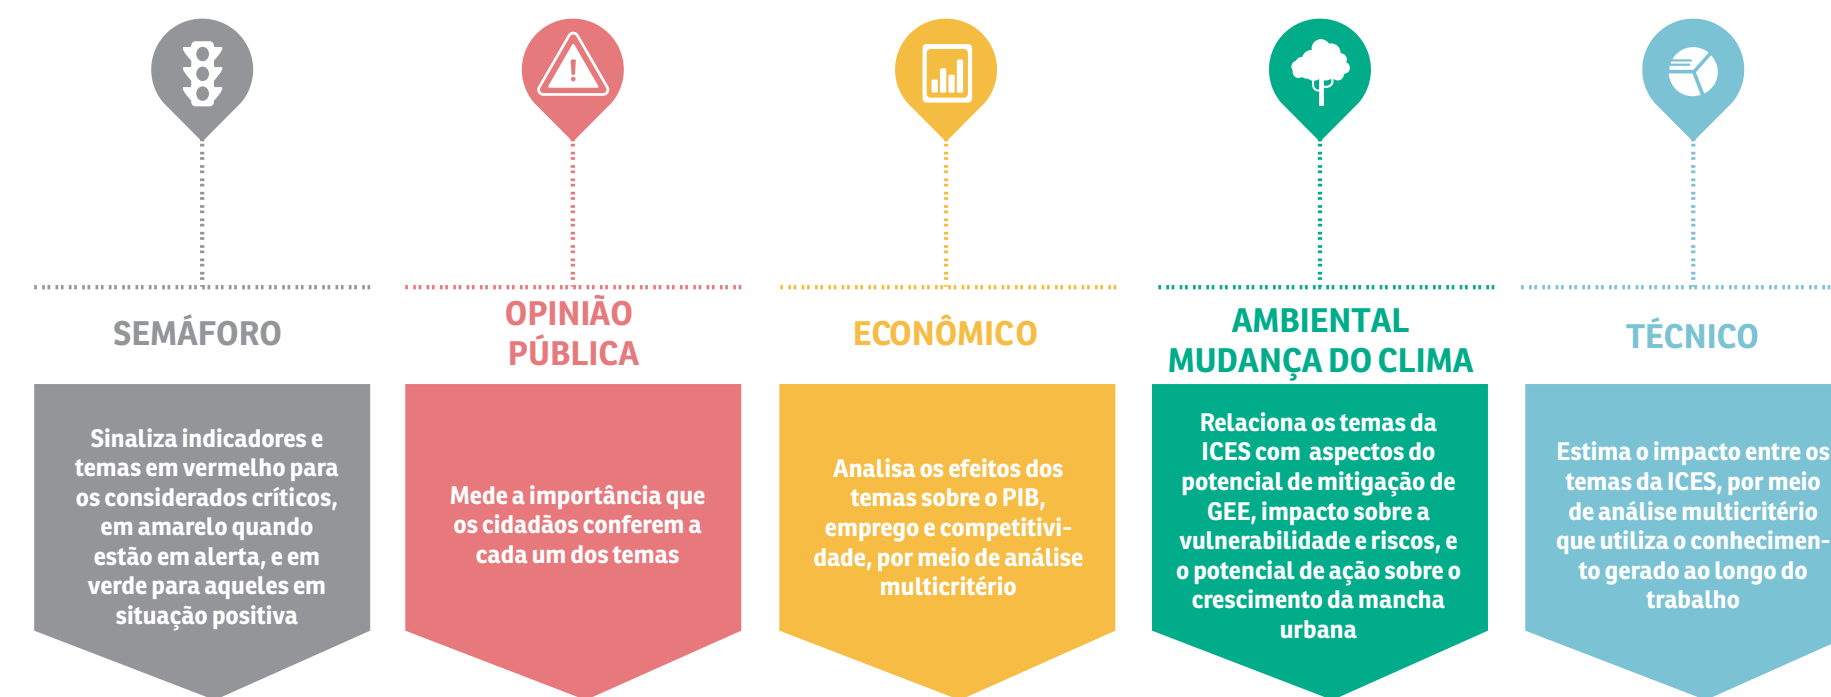 SEMÁFORO
Sinaliza indicadores e
temas em vermelho para
os considerados críticos,
em amarelo quando
estão em alerta, e em
verde para aqueles em
situação positiva
OPINIÃO
PÚBLICA
Mede a importância que
os cidadãos conferem a
cada um dos temas
ECONÔMICO
Analisa os efeitos dos
temas sobre o PIB,
emprego e competitivi-
dade, por meio de análise
multicritério
AMBIENTAL
MUDANÇA DO CLIMA
Relaciona os temas da
ICES com aspectos do
potencial de mitigação de
GEE, impacto sobre a
vulnerabilidade e riscos, e
o potencial de ação sobre o
crescimento da mancha
urbana
TÉCNICO
Estima o impacto entre os
temas da ICES, por meio
de análise multicritério
que utiliza o conhecimen-
to gerado ao longo do
trabalho